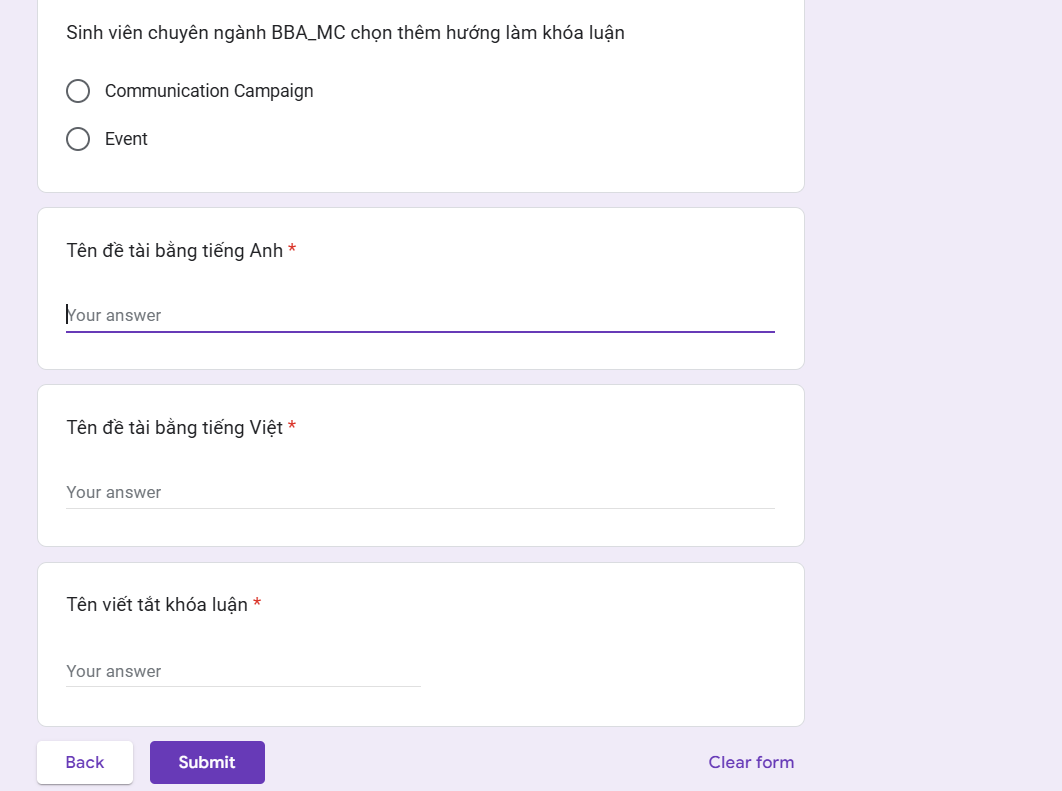 Sinh viên chuyên ngành BBA_MC chọn thêm hướng làm khóa luận
Communication Campaign
Event
Tên đề tài bằng tiếng Anh *
Your answer
Tên đề tài bằng tiếng Việt *
Your answer
Tên viết tắt khóa luận *
Your answer
Back
Submit
Clear form